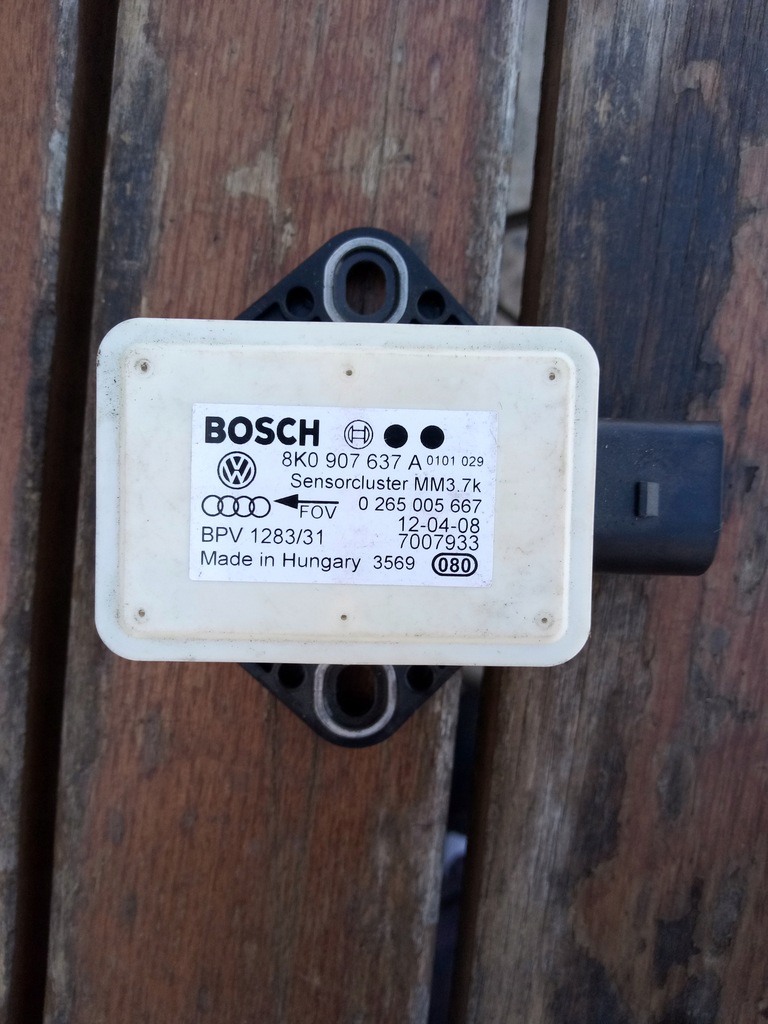 BOSCH
8K0 907 637 A 0101 029
Sensorcluster MM3.7k
FOV 0 265 005 667
12-04-08
BPV 1283/31 7007933
Made in Hungary 3569 080